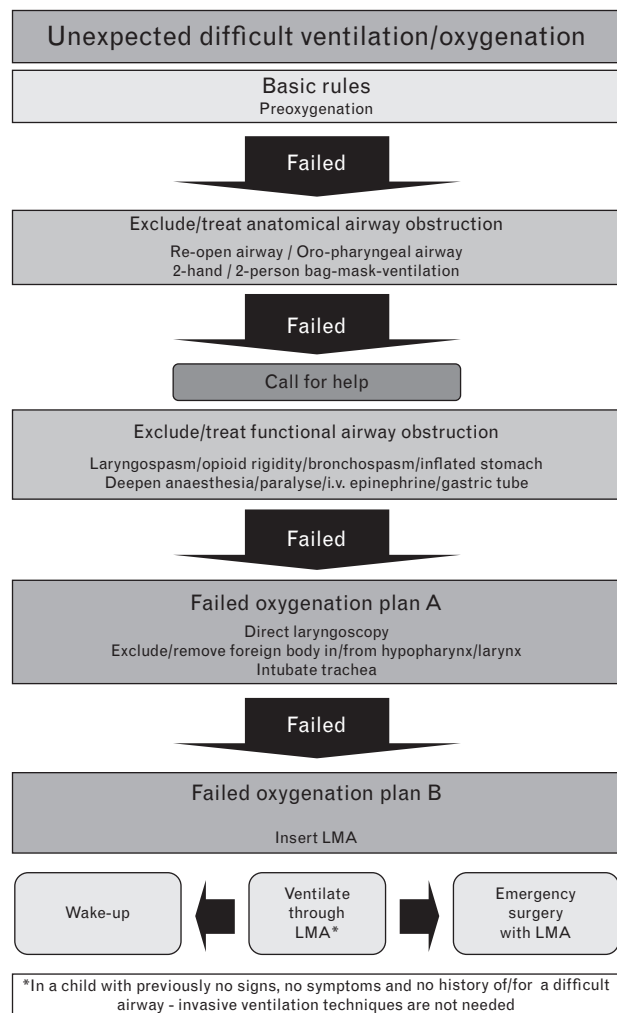 Unexpected difficult ventilation/oxygenation
Basic rules
Preoxygenation
Failed
Exclude/treat anatomical airway obstruction
Re-open airway / Oro-pharyngeal airway
2-hand / 2-person bag-mask-ventilation
Failed
Call for help
Exclude/treat functional airway obstruction
Laryngospasm/opioid rigidity/bronchospasm/inflated stomach
Deepen anaesthesia/paralyse/i.v. epinephrine/gastric tube
Failed
Failed oxygenation plan A
Direct laryngoscopy
Exclude/remove foreign body in/from hypopharynx/larynx
Intubate trachea
Failed
Failed oxygenation plan B
Insert LMA
Wake-up
Ventilate
through
LMA*
Emergency
surgery
with LMA
*In a child with previously no signs, no symptoms and no history of/for a difficult
airway - invasive ventilation techniques are not needed